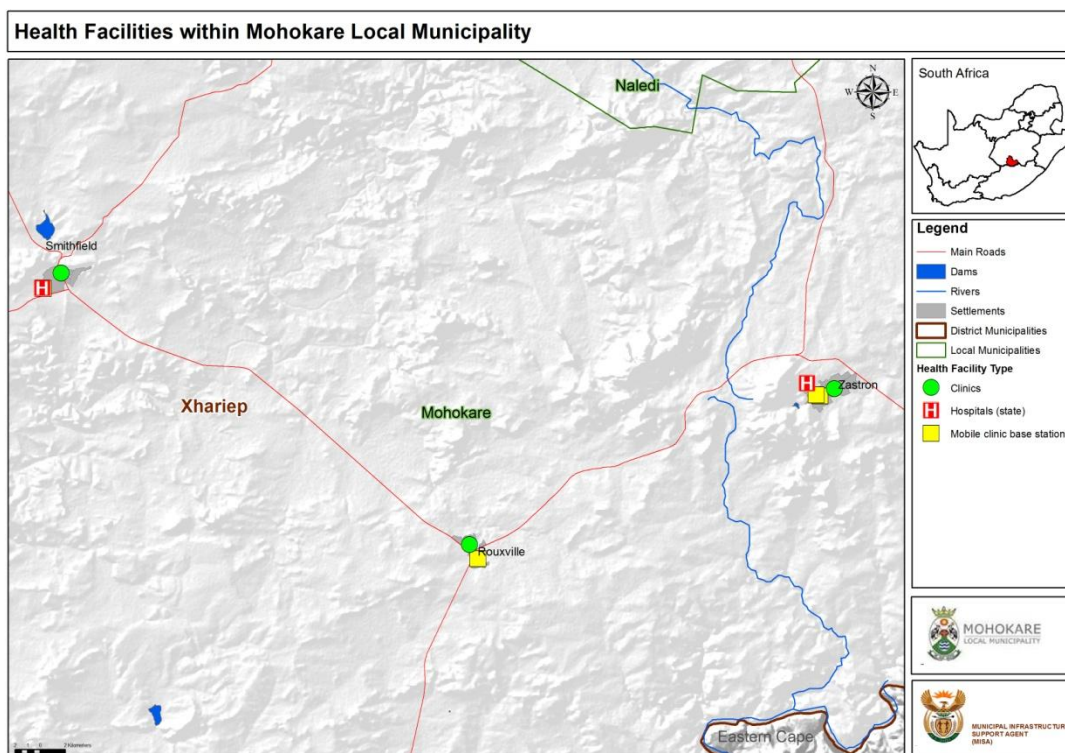 Health Facilities within Mohokare Local Municipality
Naledi
N
W
E
S
Smithfield
Xhariep
Mohokare
Zastron
Rouxville
Eastern Cape
South Africa
Legend
Main Roads
Dams
Rivers
Settlements
District Municipalities
Local Municipalities
Health Facility Type
Clinics
H
Hospitals (state)
Mobile clinic base station
H
H
MOHOKARE
LOCAL MUNICIPALITY
MUNICIPAL INFRASTRUCTURE
SUPPORT AGENT
(MISA)